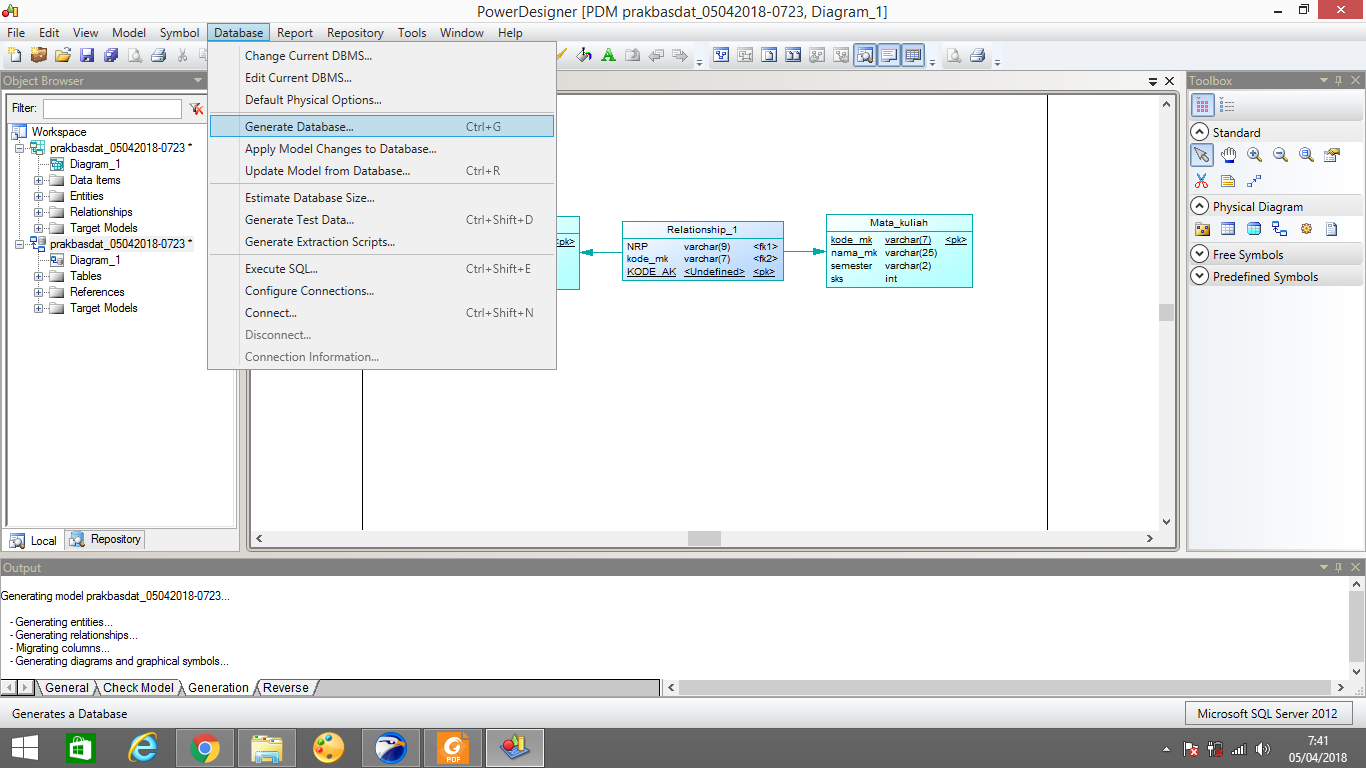 PowerDesigner [PDM prakbasdat_05042018-0723, Diagram_1]
File Edit View Model Symbol Database Report Repository Tools Window Help
Change Current DBMS...
Edit Current DBMS...
Default Physical Options...
Generate Database... Ctrl+G
Apply Model Changes to Database...
Update Model from Database... Ctrl+R
Estimate Database Size...
Generate Test Data... Ctrl+Shift+D
Generate Extraction Scripts...
Execute SQL... Ctrl+Shift+E
Configure Connections...
Connect... Ctrl+Shift+N
Disconnect...
Connection Information...
Object Browser
Filter:
Workspace
prakbasdat_05042018-0723 *
Diagram_1
Data Items
Entities
Relationships
Target Models
prakbasdat_05042018-0723 *
Diagram_1
Tables
References
Target Models
Local Repository
<pk>
Relationship_1
NRP varchar(9) <fk1>
kode_mk varchar(7) <fk2>
KODE_AK <Undefined> <pk>
Mata_kuliah
kode_mk varchar(7) <pk>
nama_mk varchar(25)
semester varchar(2)
sks int
Toolbox
Standard
Physical Diagram
Free Symbols
Predefined Symbols
Output
Generating model prakbasdat_05042018-0723...
- Generating entities...
- Generating relationships...
- Migrating columns...
- Generating diagrams and graphical symbols...
General Check Model Generation Reverse
Generates a Database
Microsoft SQL Server 2012
PDF
7:41
05/04/2018